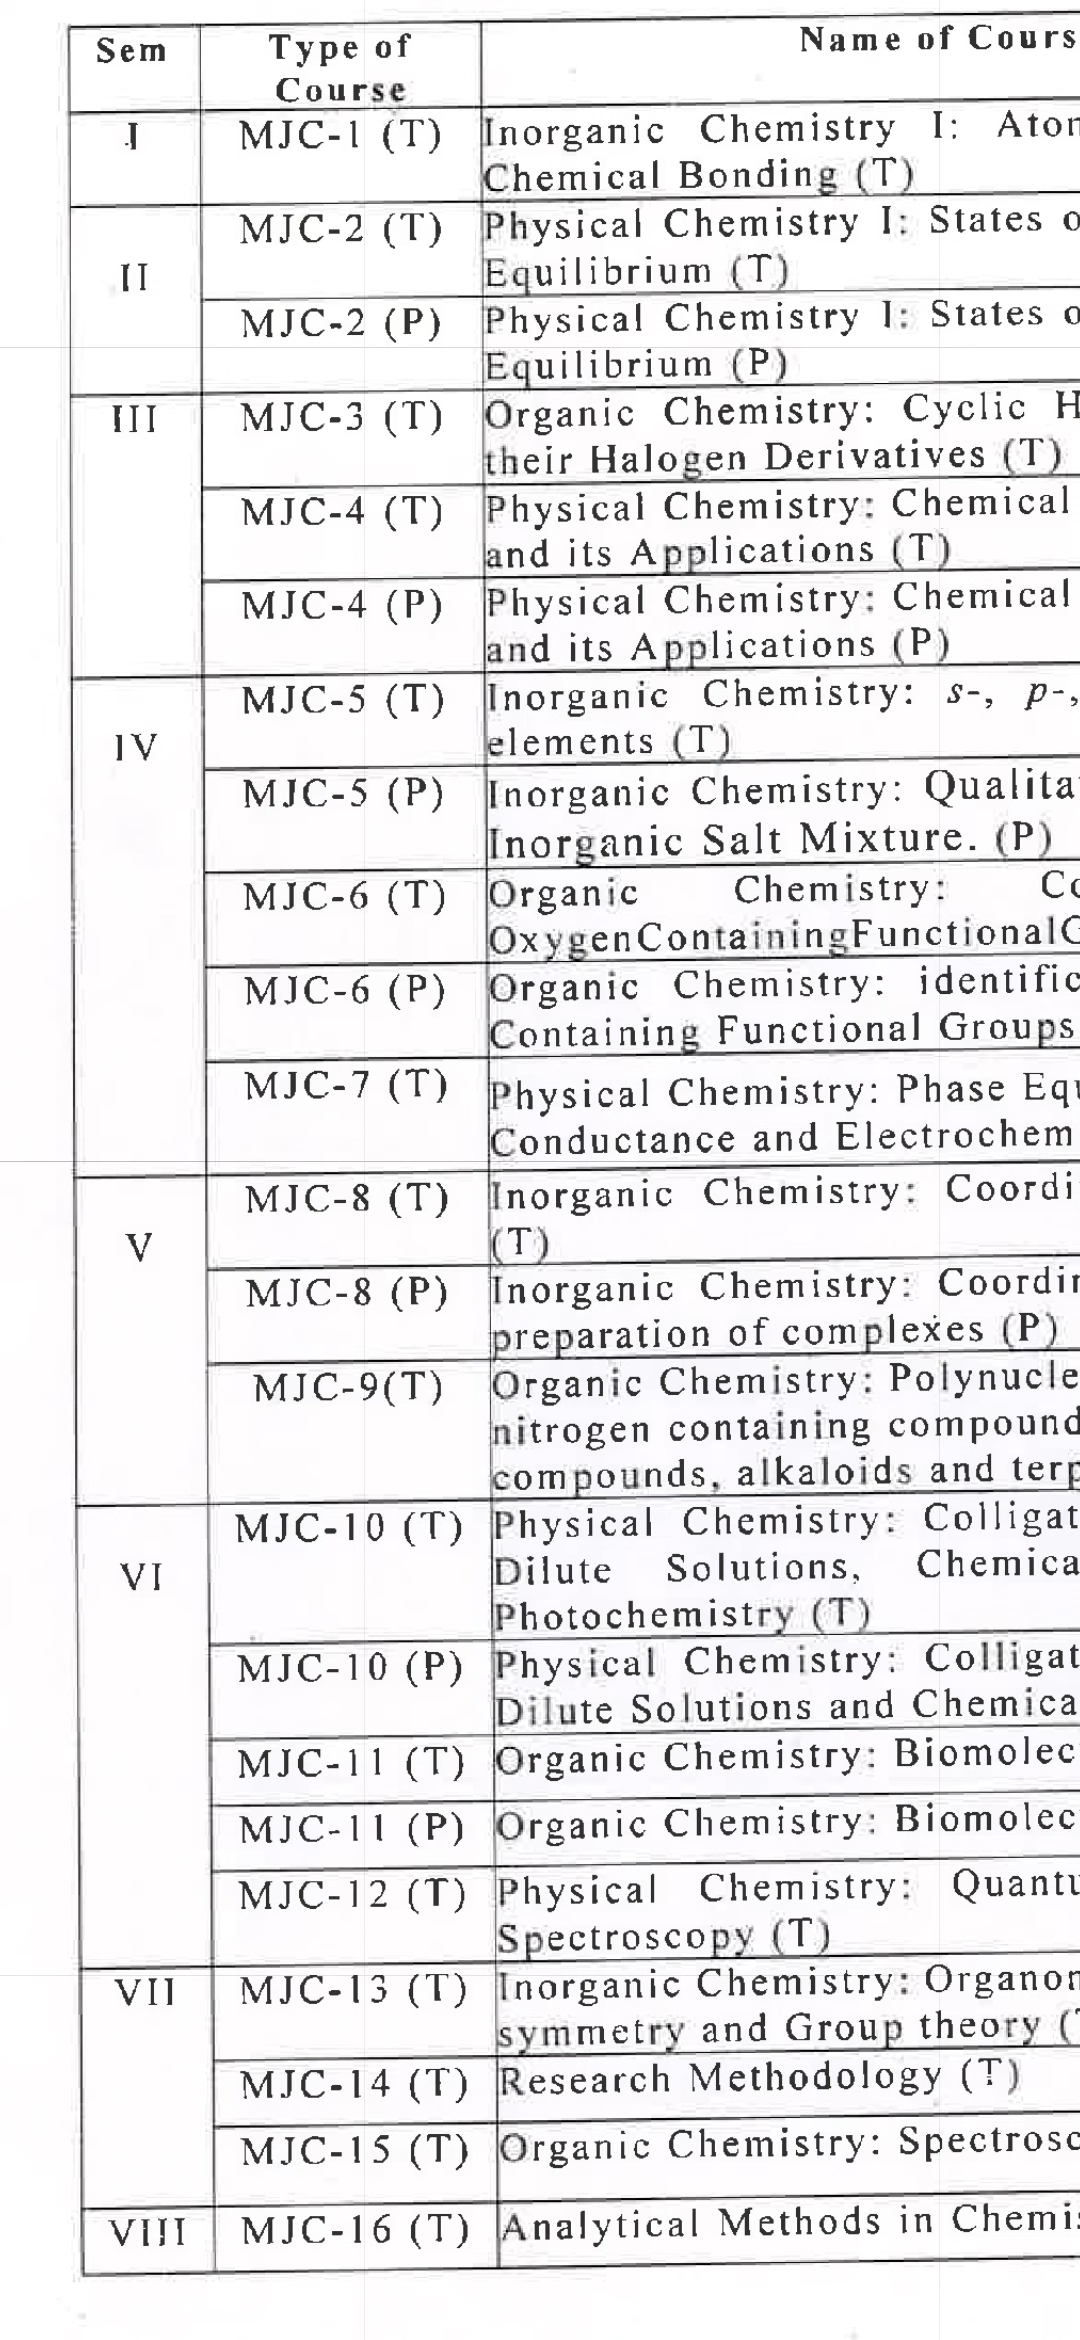 Sem
Type of
Course
Name of Cours
I
MJC-1 (T)
Inorganic Chemistry I: Aton
Chemical Bonding (T)
II
MJC-2 (T)
Physical Chemistry I: States o
Equilibrium (T)
MJC-2 (P)
Physical Chemistry I: States o
Equilibrium (P)
III
MJC-3 (T)
Organic Chemistry: Cyclic H
their Halogen Derivatives (T)
MJC-4 (T)
Physical Chemistry: Chemical
and its Applications (T)
MJC-4 (P)
Physical Chemistry: Chemical
and its Applications (P)
IV
MJC-5 (T)
Inorganic Chemistry: s-, p-,
elements (T)
MJC-5 (P)
Inorganic Chemistry: Qualita
Inorganic Salt Mixture. (P)
MJC-6 (T)
Organic Chemistry: Co
OxygenContainingFunctionalG
MJC-6 (P)
Organic Chemistry: identific
Containing Functional Groups
MJC-7 (T)
Physical Chemistry: Phase Equ
Conductance and Electrochem
V
MJC-8 (T)
Inorganic Chemistry: Coordi
(T)
MJC-8 (P)
Inorganic Chemistry: Coordin
preparation of complexes (P)
MJC-9(T)
Organic Chemistry: Polynucle
nitrogen containing compound
compounds, alkaloids and terp
VI
MJC-10 (T)
Physical Chemistry: Colligat
Dilute Solutions, Chemica
Photochemistry (T)
MJC-10 (P)
Physical Chemistry: Colligat
Dilute Solutions and Chemica
MJC-11 (T)
Organic Chemistry: Biomolec
MJC-11 (P)
Organic Chemistry: Biomolec
MJC-12 (T)
Physical Chemistry: Quantu
Spectroscopy (T)
VII
MJC-13 (T)
Inorganic Chemistry: Organon
symmetry and Group theory (T
MJC-14 (T)
Research Methodology (T)
MJC-15 (T)
Organic Chemistry: Spectrosc
VIII
MJC-16 (T)
Analytical Methods in Chemis